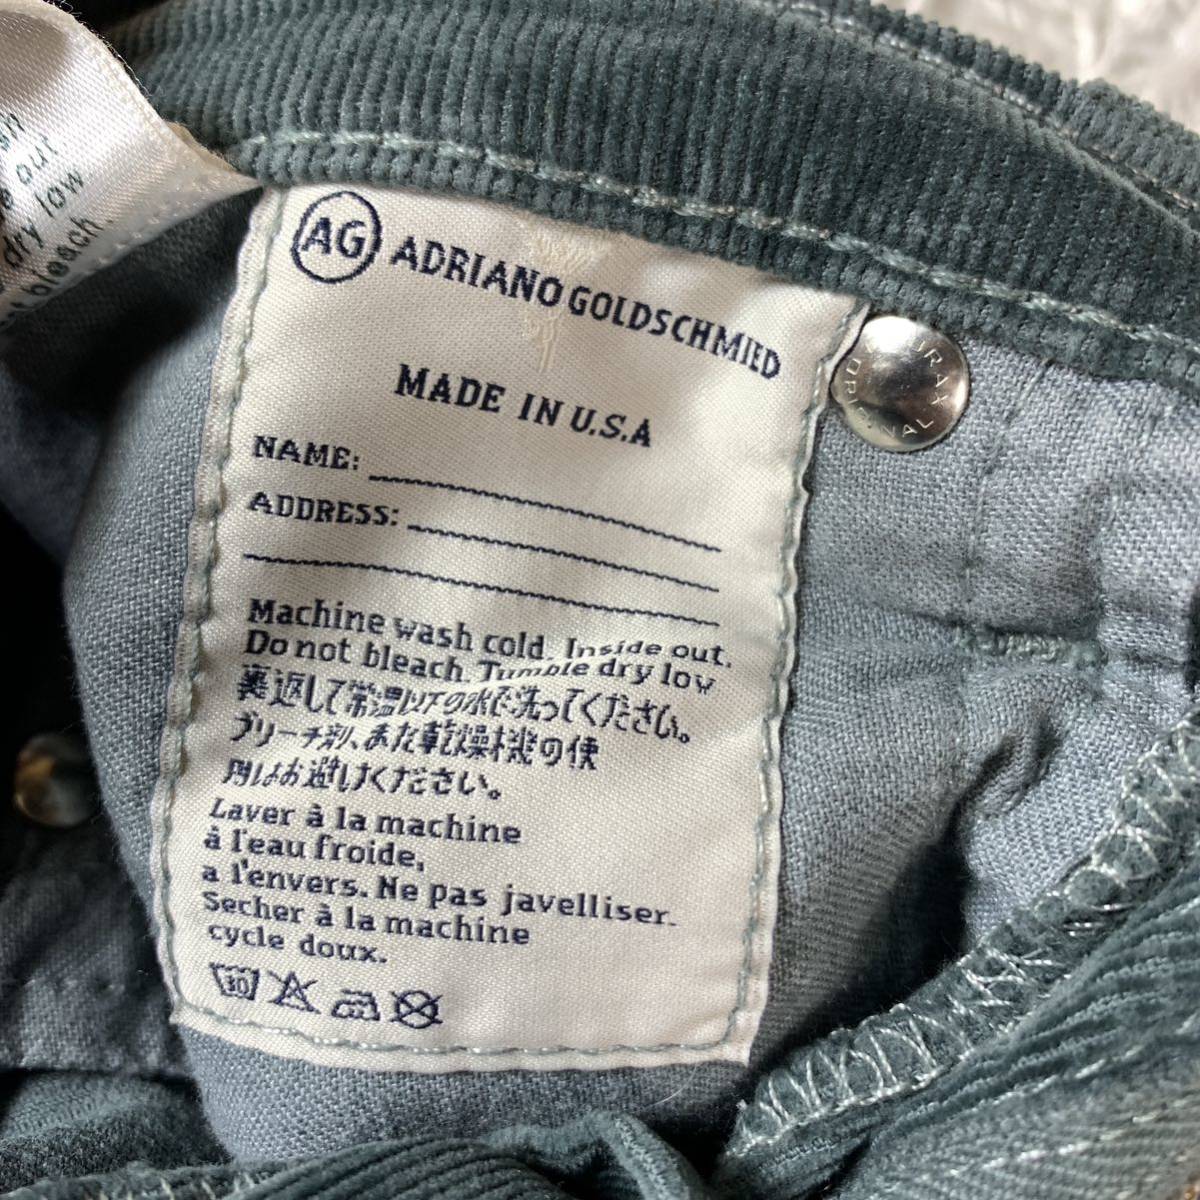 out
dry low
bleach.
AG ADRIANO GOLDSCHMIED
MADE IN U.S.A
NAME:
ADDRESS:
Machine wash cold. Inside out.
Do not bleach. Tumble dry low
裏返して常温以下の水で洗ってください。
ブリーチ剤、また乾燥機の使
用はお避けください。
Laver à la machine
à l'eau froide,
a l'envers. Ne pas javelliser.
Secher à la machine
cycle doux.
30